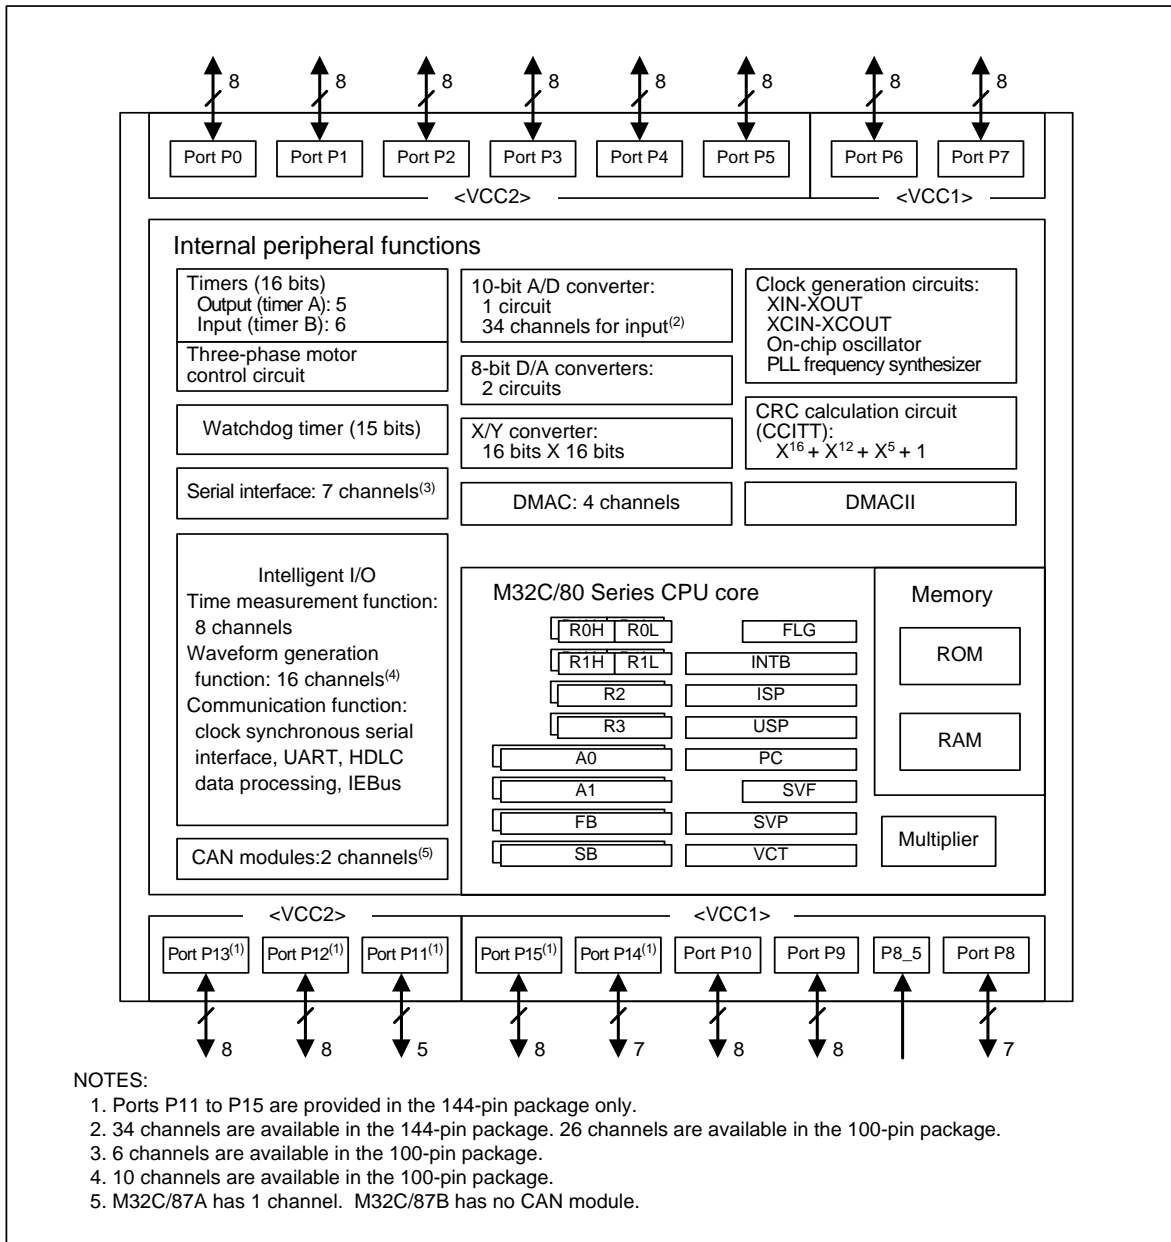 8 8 8 8 8 8 8 8
Port P0 Port P1 Port P2 Port P3 Port P4 Port P5 Port P6 Port P7
<VCC2> <VCC1>
Internal peripheral functions
Timers (16 bits)
Output (timer A): 5
Input (timer B): 6
Three-phase motor
control circuit
Watchdog timer (15 bits)
Serial interface: 7 channels(3)
Intelligent I/O
Time measurement function:
8 channels
Waveform generation
function: 16 channels(4)
Communication function:
clock synchronous serial
interface, UART, HDLC
data processing, IEBus
CAN modules:2 channels(5)
10-bit A/D converter:
1 circuit
34 channels for input(2)
8-bit D/A converters:
2 circuits
X/Y converter:
16 bits X 16 bits
DMAC: 4 channels
Clock generation circuits:
XIN-XOUT
XCIN-XCOUT
On-chip oscillator
PLL frequency synthesizer
CRC calculation circuit
(CCITT):
X16 + X12 + X5 + 1
DMACII
M32C/80 Series CPU core
R0H R0L FLG
R1H R1L INTB
R2 ISP
R3 USP
A0 PC
A1 SVF
FB SVP
SB VCT
Memory
ROM
RAM
Multiplier
<VCC2> <VCC1>
Port P13(1) Port P12(1) Port P11(1) Port P15(1) Port P14(1) Port P10 Port P9 P8_5 Port P8
8 8 5 8 7 8 8 7
NOTES:
1. Ports P11 to P15 are provided in the 144-pin package only.
2. 34 channels are available in the 144-pin package. 26 channels are available in the 100-pin package.
3. 6 channels are available in the 100-pin package.
4. 10 channels are available in the 100-pin package.
5. M32C/87A has 1 channel. M32C/87B has no CAN module.